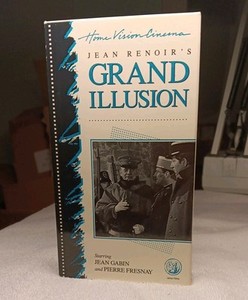 Home Vision Cinema
JEAN RENOIR'S
GRAND
ILLUSION
Starring
JEAN GABIN
and PIERRE FRESNAY